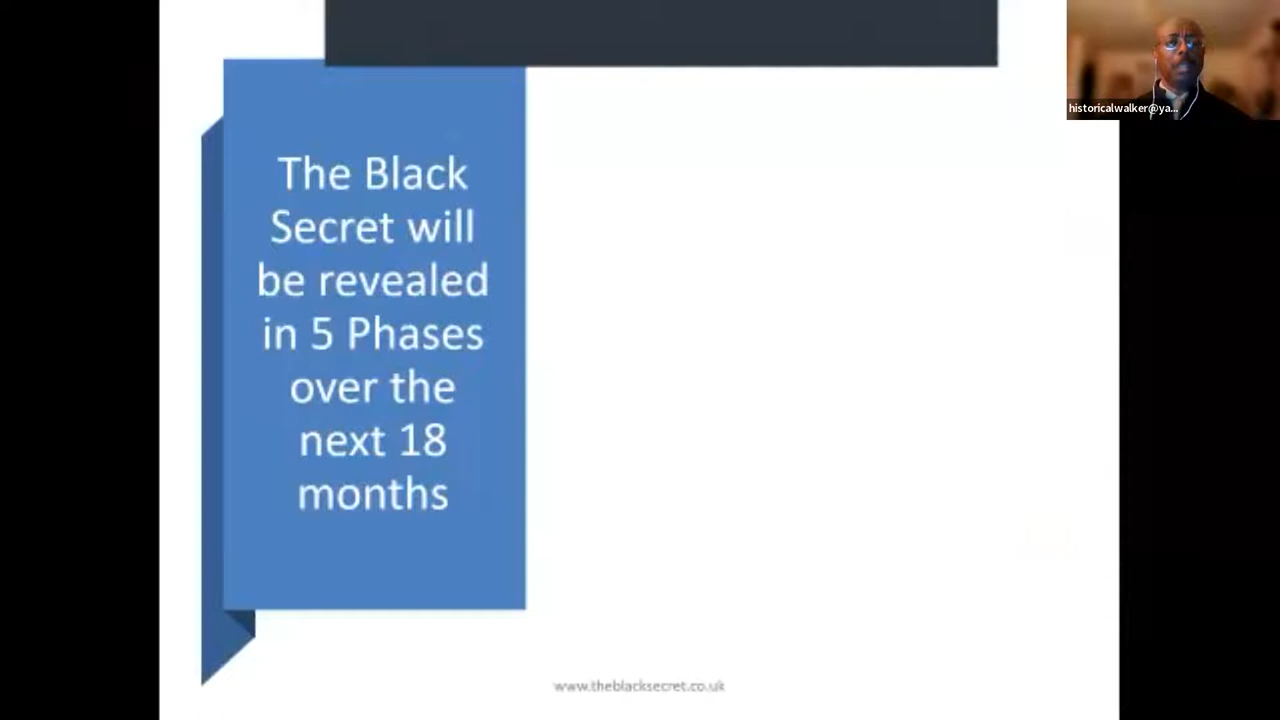 historicalwalker@ya...
The Black
Secret will
be revealed
in 5 Phases
over the
next 18
months
www.theblacksecret.co.uk